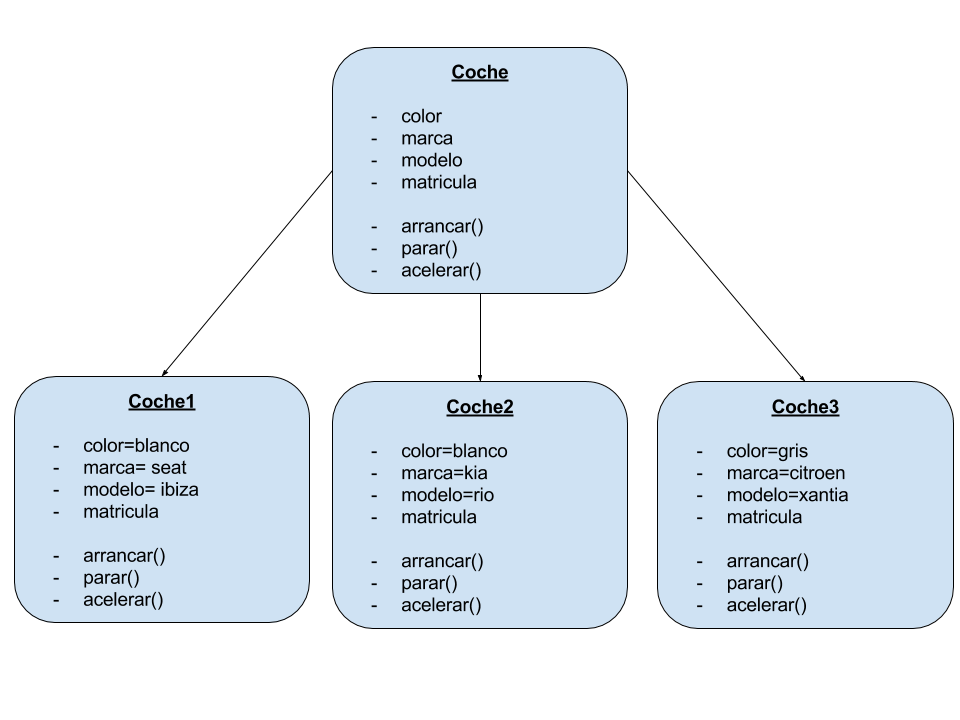 Coche
- color
- marca
- modelo
- matricula
- arrancar()
- parar()
- acelerar()
Coche1
- color=blanco
- marca= seat
- modelo= ibiza
- matricula
- arrancar()
- parar()
- acelerar()
Coche2
- color=blanco
- marca=kia
- modelo=rio
- matricula
- arrancar()
- parar()
- acelerar()
Coche3
- color=gris
- marca=citroen
- modelo=xantia
- matricula
- arrancar()
- parar()
- acelerar()